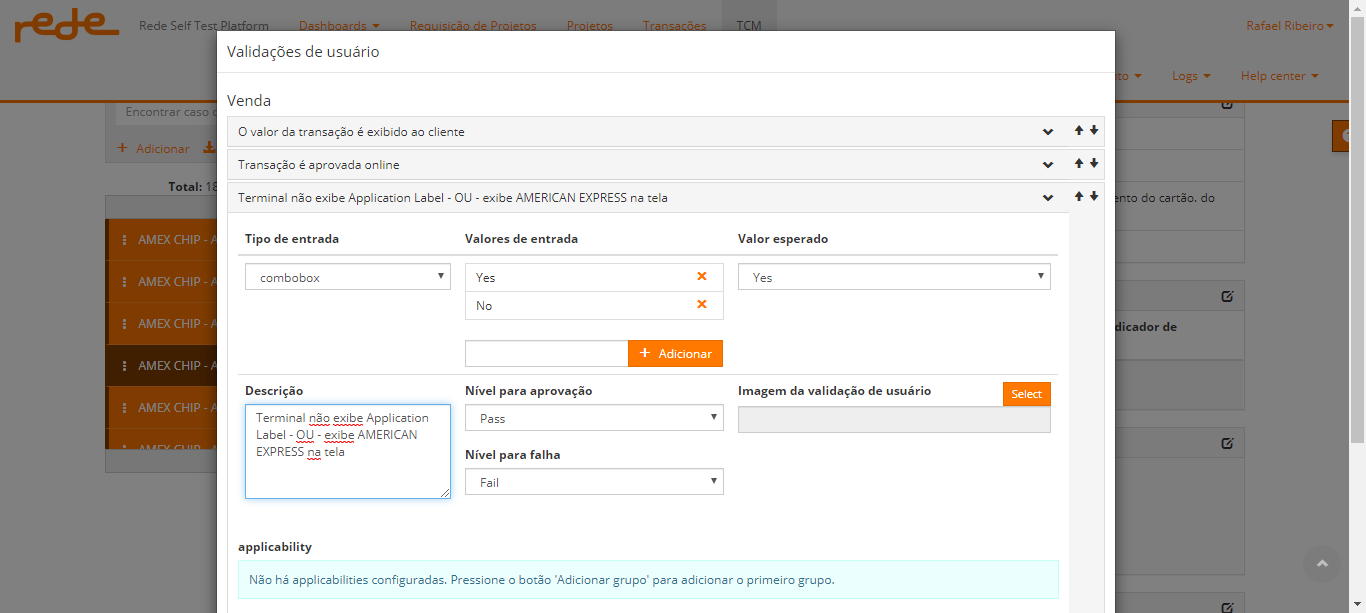 rede Rede Self Test Platform Dashboards Requisição de Projetos Projetos Transações TCM Rafael Ribeiro
Validações de usuário
Logs Help center
Venda
Encontrar caso
O valor da transação é exibido ao cliente
Adicionar
Transação é aprovada online
Total: 18
Terminal não exibe Application Label - OU - exibe AMERICAN EXPRESS na tela
ento do cartão. do
Tipo de entrada Valores de entrada Valor esperado
AMEX CHIP - A
combobox Yes Yes
AMEX CHIP - A
No
AMEX CHIP - A
dicador de
Adicionar
AMEX CHIP - A
Descrição Nível para aprovação Imagem da validação de usuário Select
AMEX CHIP - A
Terminal não exibe Application
Label - OU - exibe AMERICAN
EXPRESS na tela
Pass
AMEX CHIP - A
Nível para falha
Fail
applicability
Não há applicabilities configuradas. Pressione o botão 'Adicionar grupo' para adicionar o primeiro grupo.